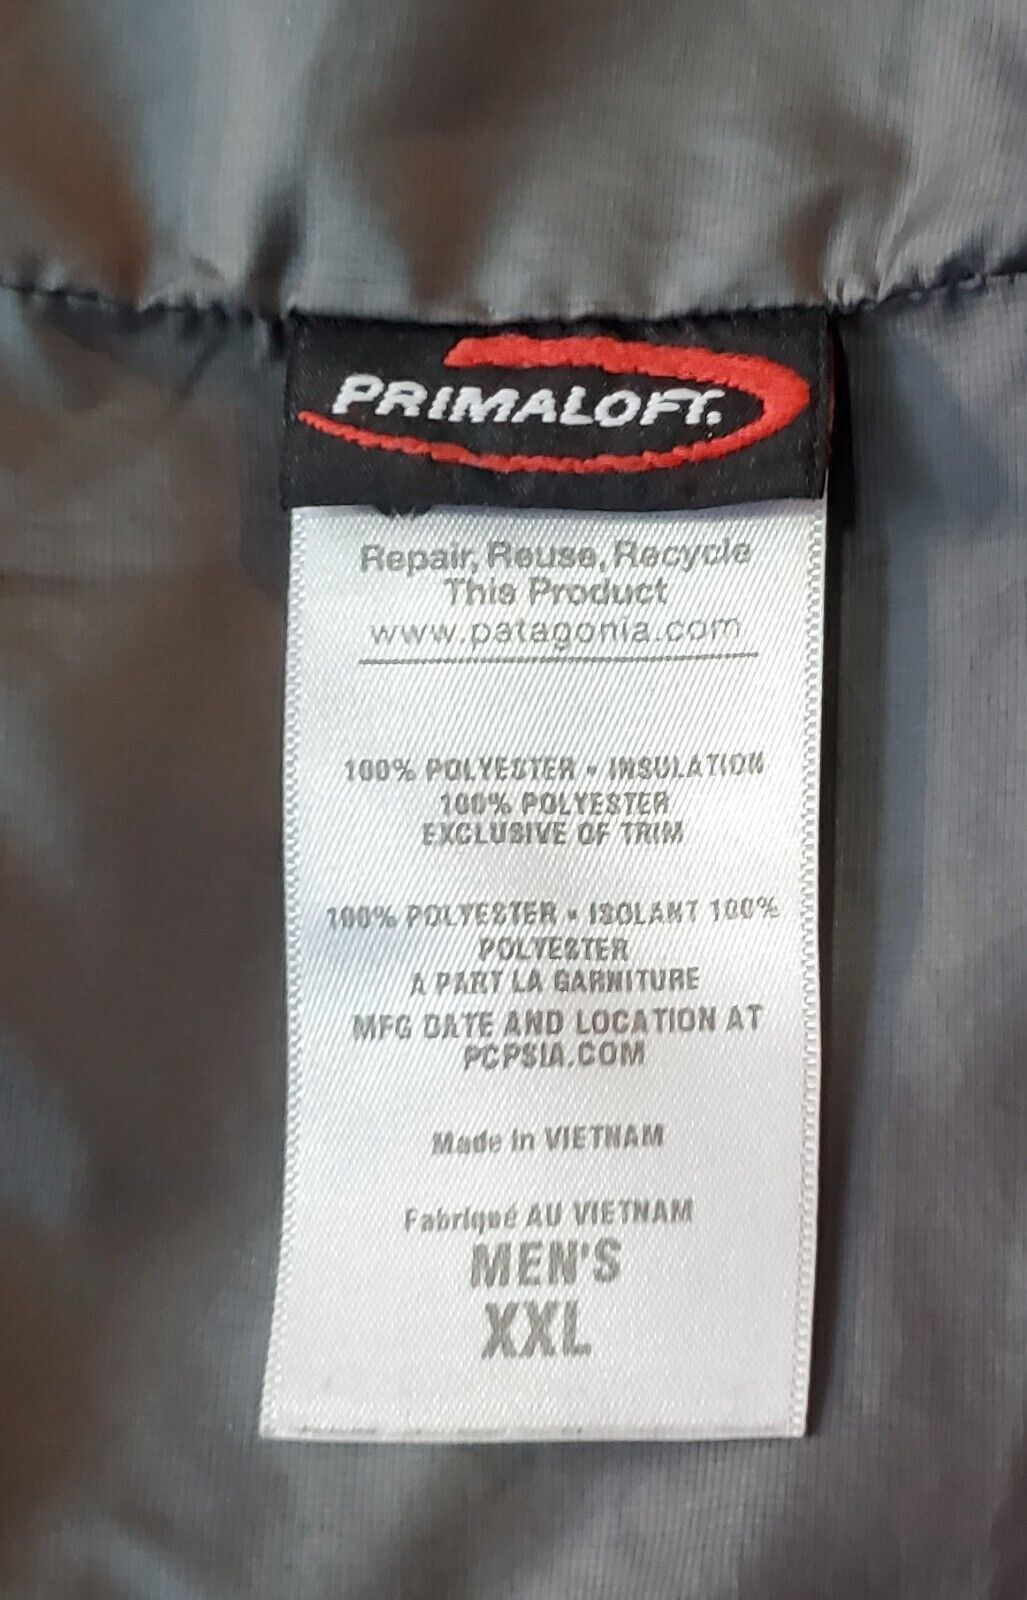 PRIMALOFT.
Repair, Reuse, Recycle
This Product
www.patagonia.com
100% POLYESTER • INSULATION
100% POLYESTER
EXCLUSIVE OF TRIM
100% POLYESTER • ISOLANT 100%
POLYESTER
A PART LA GARNITURE
MFG DATE AND LOCATION AT
PCPSIA.COM
Made in VIETNAM
Fabriqué AU VIETNAM
MEN'S
XXL